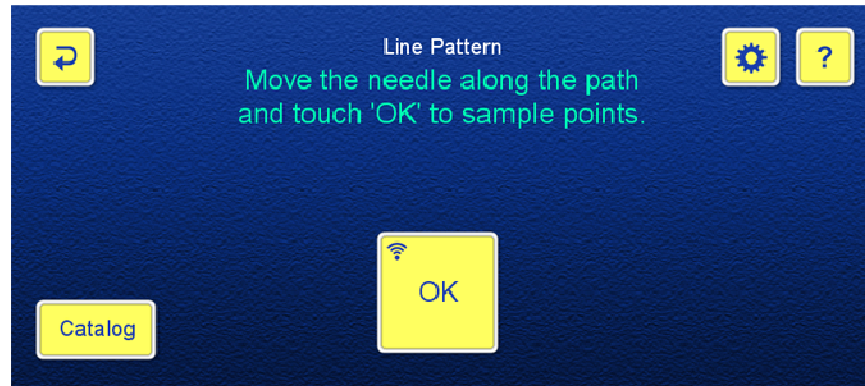 Line Pattern
Move the needle along the path
and touch 'OK' to sample points.
?
OK
Catalog